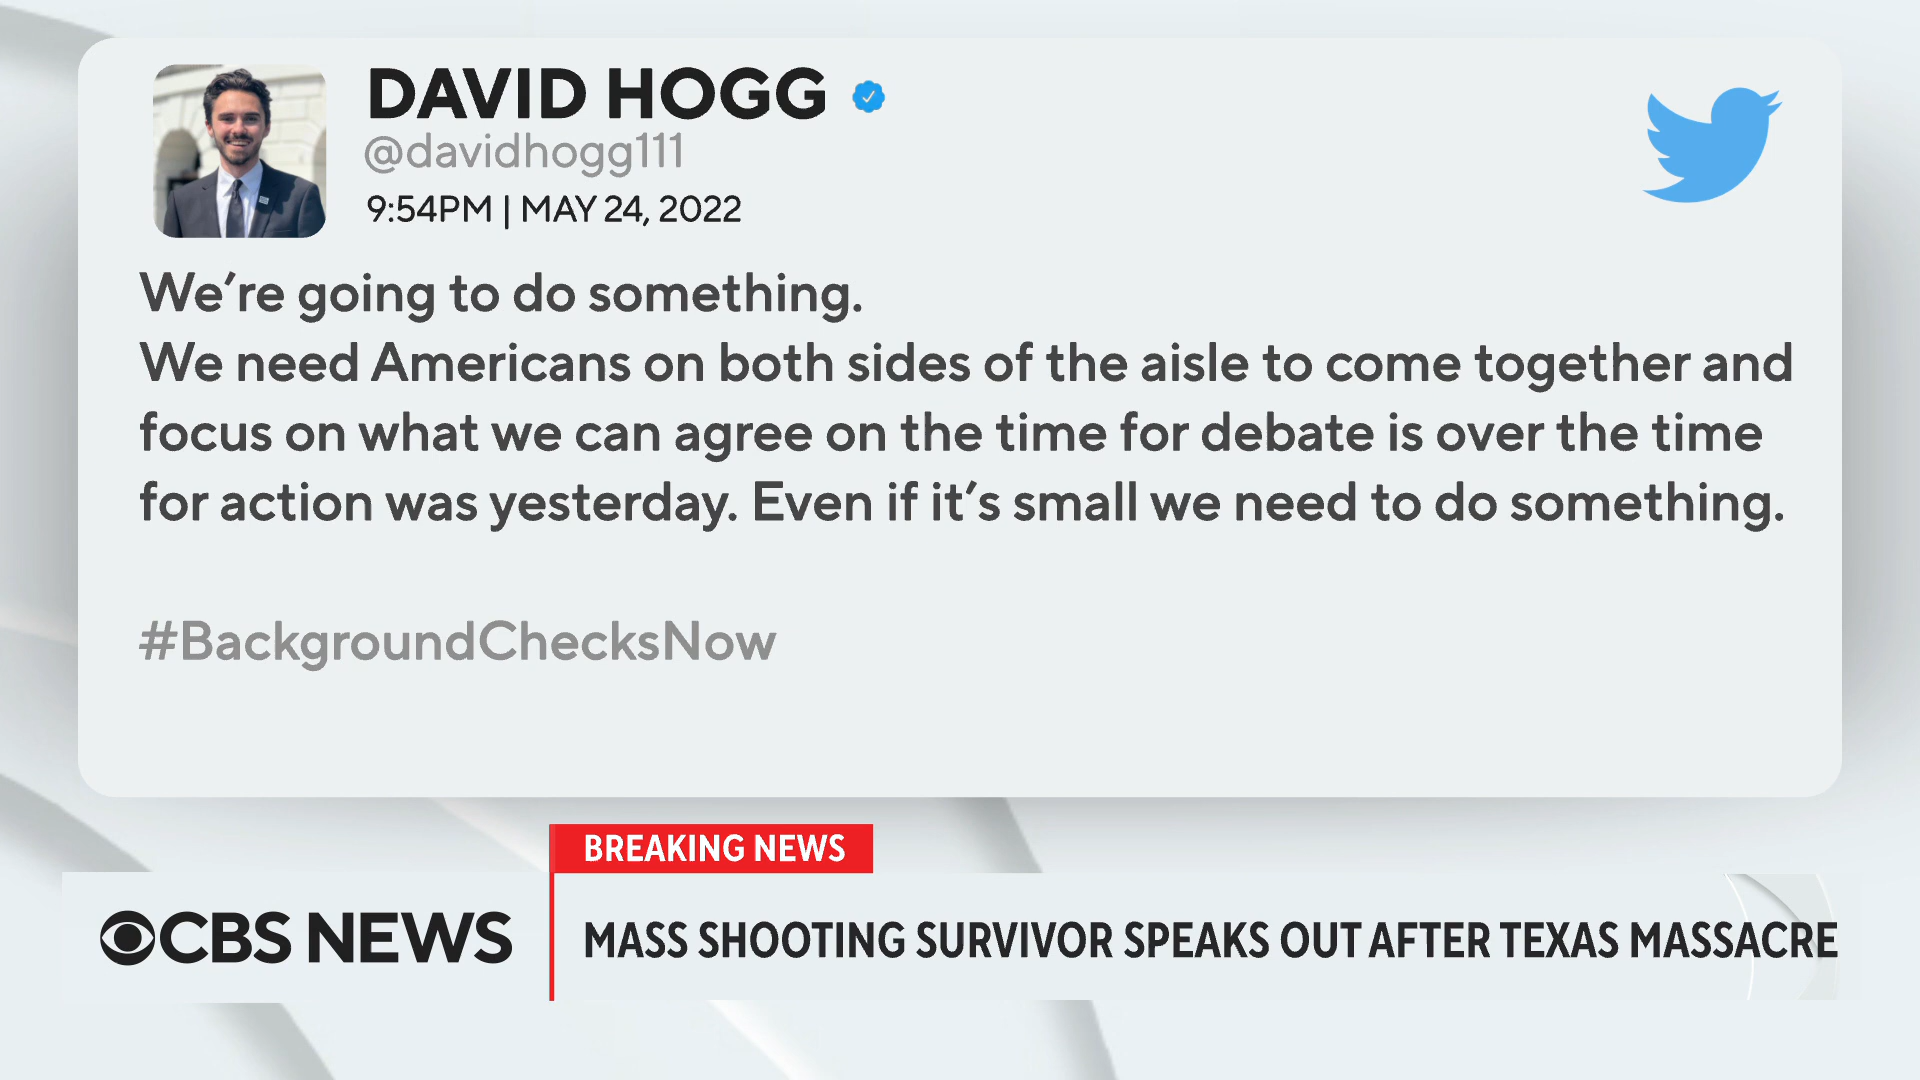 DAVID HOGG
@davidhogg111
9:54PM | MAY 24, 2022
We’re going to do something.
We need Americans on both sides of the aisle to come together and
focus on what we can agree on the time for debate is over the time
for action was yesterday. Even if it’s small we need to do something.
#BackgroundChecksNow
BREAKING NEWS
CBS NEWS
MASS SHOOTING SURVIVOR SPEAKS OUT AFTER TEXAS MASSACRE